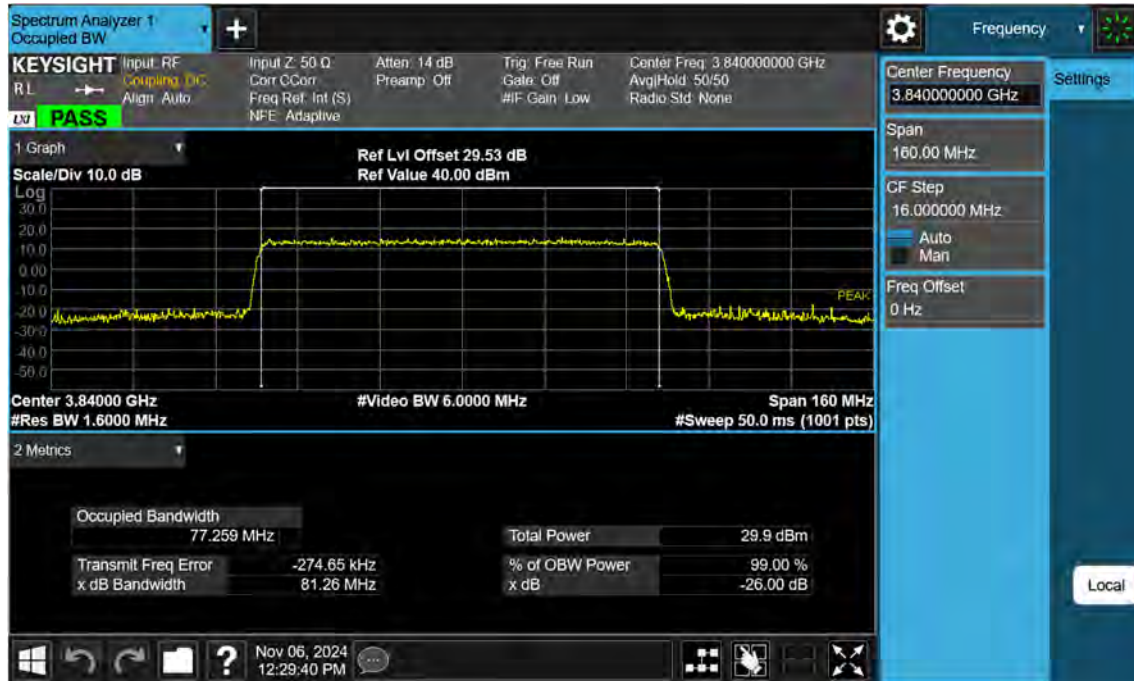 Spectrum Analyzer 1
Occupied BW
Frequency
KEYSIGHT
RL
LXI PASS
Input: RF
Coupling: DC
Align: Auto
Input Z: 50 Ω
Corr CCorr
Freq Ref: Int (S)
NFE: Adaptive
Atten: 14 dB
Preamp: Off
Trig: Free Run
Gate: Off
#IF Gain: Low
Center Freq: 3.840000000 GHz
Avg|Hold: 50/50
Radio Std: None
Center Frequency
3.840000000 GHz
Settings
Span
160.00 MHz
CF Step
16.000000 MHz
Auto
Man
Freq Offset
0 Hz
1 Graph
Scale/Div 10.0 dB
Ref Lvl Offset 29.53 dB
Ref Value 40.00 dBm
Log
30.0
20.0
10.0
0.00
-10.0
-20.0
-30.0
-40.0
-50.0
PEAK
Center 3.84000 GHz
#Res BW 1.6000 MHz
#Video BW 6.0000 MHz
Span 160 MHz
#Sweep 50.0 ms (1001 pts)
2 Metrics
Occupied Bandwidth
77.259 MHz
Total Power 29.9 dBm
Transmit Freq Error -274.65 kHz
% of OBW Power 99.00 %
x dB Bandwidth 81.26 MHz
x dB -26.00 dB
Local
?
Nov 06, 2024
12:29:40 PM